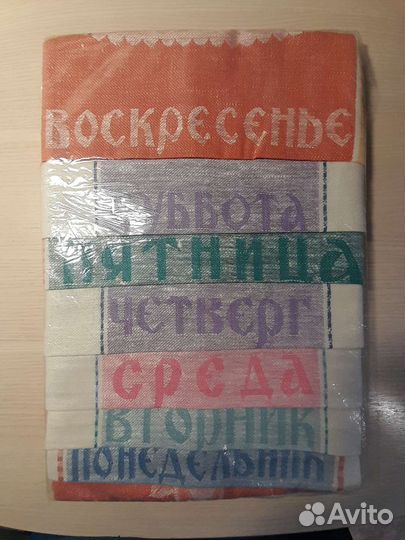 ВОСКРЕСЕНЬЕ
СУББОТА
ПЯТНИЦА
ЧЕТВЕРГ
СРЕДА
ВТОРНИК
ПОНЕДЕЛЬНИК
Avito